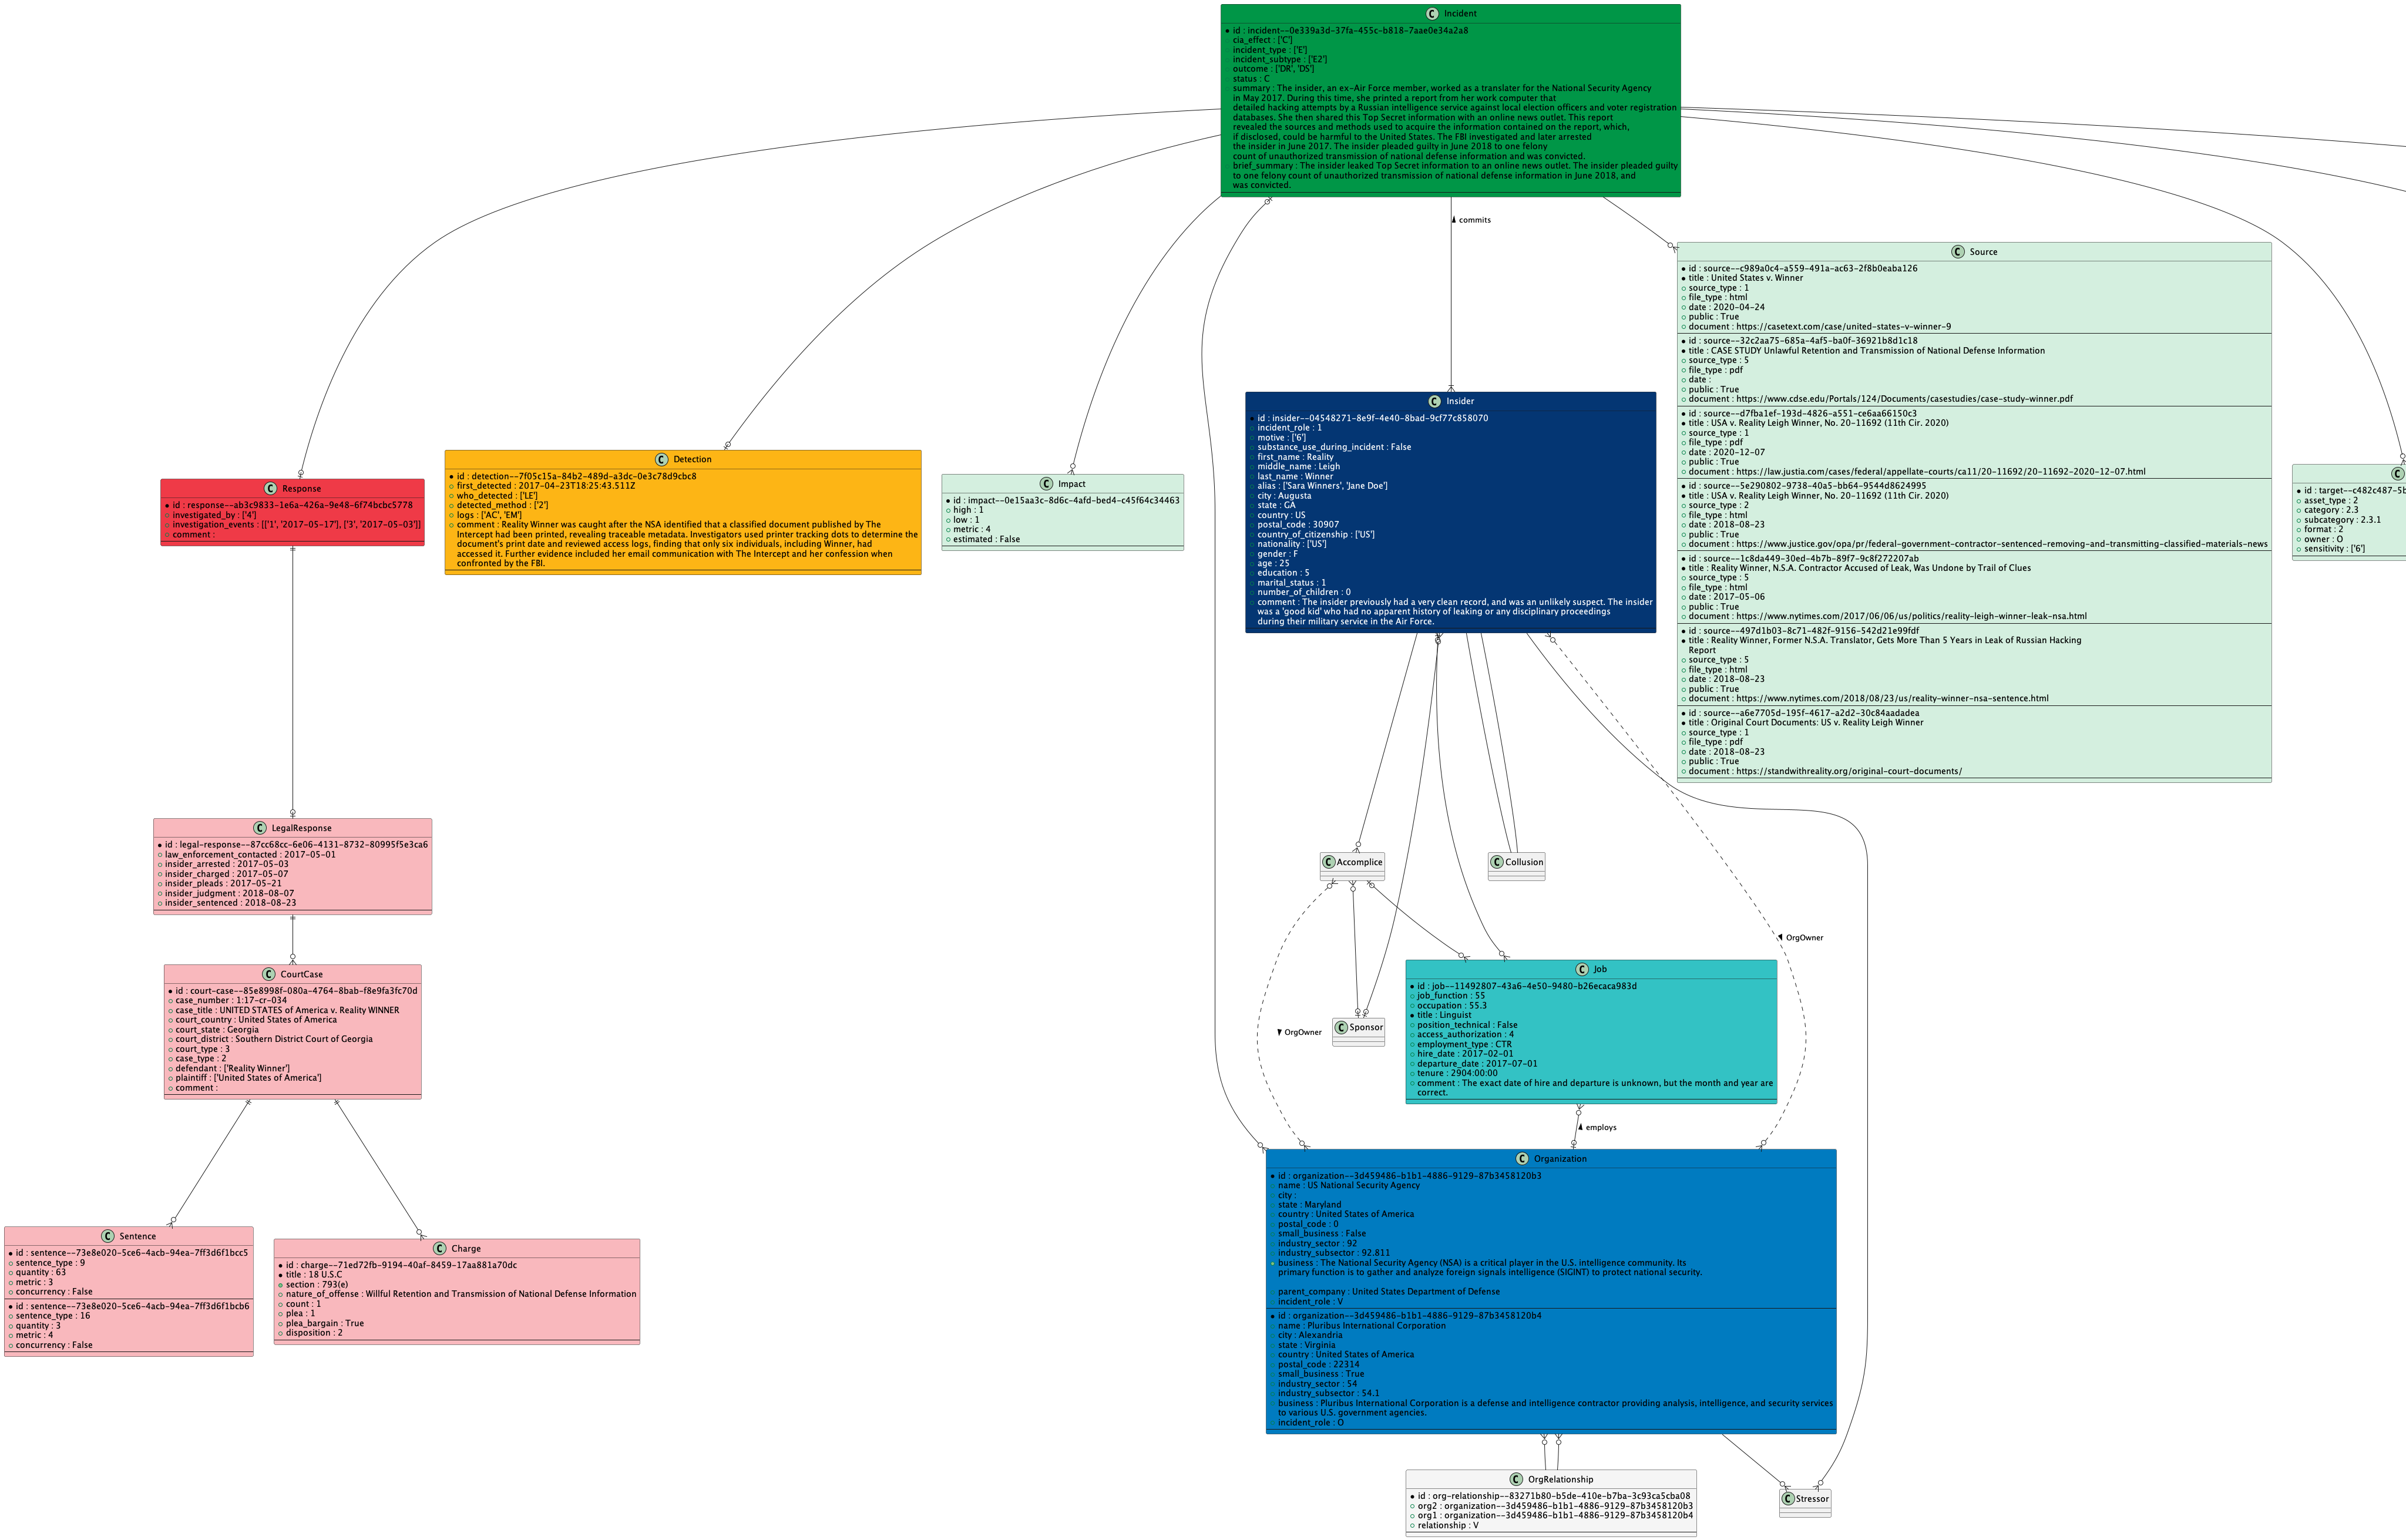 Incident
id : incident--0e339a3d-37fa-455c-b818-7aae0e34a2a8
cia_effect : ['C']
incident_type : ['E']
incident_subtype : ['E2']
outcome : ['DR', 'DS']
status : C
summary : The insider, an ex-Air Force member, worked as a translater for the National Security Agency
in May 2017. During this time, she printed a report from her work computer that
detailed hacking attempts by a Russian intelligence service against local election officers and voter registration
databases. She then shared this Top Secret information with an online news outlet. This report
revealed the sources and methods used to acquire the information contained on the report, which,
if disclosed, could be harmful to the United States. The FBI investigated and later arrested
the insider in June 2017. The insider pleaded guilty in June 2018 to one felony
count of unauthorized transmission of national defense information and was convicted.
brief_summary : The insider leaked Top Secret information to an online news outlet. The insider pleaded guilty
to one felony count of unauthorized transmission of national defense information in June 2018, and
was convicted.
commits
Source
id : source--c989a0c4-a559-491a-ac63-2f8b0eaba126
title : United States v. Winner
source_type : 1
file_type : html
date : 2020-04-24
public : True
document : https://casetext.com/case/united-states-v-winner-9
id : source--32c2aa75-685a-4af5-ba0f-36921b8d1c18
title : CASE STUDY Unlawful Retention and Transmission of National Defense Information
source_type : 5
file_type : pdf
date :
public : True
document : https://www.cdse.edu/Portals/124/Documents/casestudies/case-study-winner.pdf
id : source--d7fba1ef-193d-4826-a551-ce6aa66150c3
title : USA v. Reality Leigh Winner, No. 20-11692 (11th Cir. 2020)
source_type : 1
file_type : pdf
date : 2020-12-07
public : True
document : https://law.justia.com/cases/federal/appellate-courts/ca11/20-11692/20-11692-2020-12-07.html
id : source--5e290802-9738-40a5-bb64-9544d8624995
title : USA v. Reality Leigh Winner, No. 20-11692 (11th Cir. 2020)
source_type : 2
file_type : html
date : 2018-08-23
public : True
document : https://www.justice.gov/opa/pr/federal-government-contractor-sentenced-removing-and-transmitting-classified-materials-news
id : source--1c8da449-30ed-4b7b-89f7-9c8f272207ab
title : Reality Winner, N.S.A. Contractor Accused of Leak, Was Undone by Trail of Clues
source_type : 5
file_type : html
date : 2017-05-06
public : True
document : https://www.nytimes.com/2017/06/06/us/politics/reality-leigh-winner-leak-nsa.html
id : source--497d1b03-8c71-482f-9156-542d21e99fdf
title : Reality Winner, Former N.S.A. Translator, Gets More Than 5 Years in Leak of Russian Hacking
Report
source_type : 5
file_type : html
date : 2018-08-23
public : True
document : https://www.nytimes.com/2018/08/23/us/reality-winner-nsa-sentence.html
id : source--a6e7705d-195f-4617-a2d2-30c84aadadea
title : Original Court Documents: US v. Reality Leigh Winner
source_type : 1
file_type : pdf
date : 2018-08-23
public : True
document : https://standwithreality.org/original-court-documents/
Insider
id : insider--04548271-8e9f-4e40-8bad-9cf77c858070
incident_role : 1
motive : ['6']
substance_use_during_incident : False
first_name : Reality
middle_name : Leigh
last_name : Winner
alias : ['Sara Winners', 'Jane Doe']
city : Augusta
state : GA
country : US
postal_code : 30907
country_of_citizenship : ['US']
nationality : ['US']
gender : F
age : 25
education : 5
marital_status : 1
number_of_children : 0
comment : The insider previously had a very clean record, and was an unlikely suspect. The insider
was a 'good kid' who had no apparent history of leaking or any disciplinary proceedings
during their military service in the Air Force.
Detection
id : detection--7f05c15a-84b2-489d-a3dc-0e3c78d9cbc8
first_detected : 2017-04-23T18:25:43.511Z
who_detected : ['LE']
detected_method : ['2']
logs : ['AC', 'EM']
comment : Reality Winner was caught after the NSA identified that a classified document published by The
Intercept had been printed, revealing traceable metadata. Investigators used printer tracking dots to determine the
document's print date and reviewed access logs, finding that only six individuals, including Winner, had
accessed it. Further evidence included her email communication with The Intercept and her confession when
confronted by the FBI.
Impact
id : impact--0e15aa3c-8d6c-4afd-bed4-c45f64c34463
high : 1
low : 1
metric : 4
estimated : False
id : target--c482c487-5b
asset_type : 2
category : 2.3
subcategory : 2.3.1
format : 2
owner : O
sensitivity : ['6']
Response
id : response--ab3c9833-1e6a-426a-9e48-6f74bcbc5778
investigated_by : ['4']
investigation_events : [['1', '2017-05-17'], ['3', '2017-05-03']]
comment :
LegalResponse
id : legal-response--87cc68cc-6e06-4131-8732-80995f5e3ca6
law_enforcement_contacted : 2017-05-01
insider_arrested : 2017-05-03
insider_charged : 2017-05-07
insider_pleads : 2017-05-21
insider_judgment : 2018-08-07
insider_sentenced : 2018-08-23
Accomplice
Collusion
OrgOwner
CourtCase
id : court-case--85e8998f-080a-4764-8bab-f8e9fa3fc70d
case_number : 1:17-cr-034
case_title : UNITED STATES of America v. Reality WINNER
court_country : United States of America
court_state : Georgia
court_district : Southern District Court of Georgia
court_type : 3
case_type : 2
defendant : ['Reality Winner']
plaintiff : ['United States of America']
comment :
Job
id : job--11492807-43a6-4e50-9480-b26ecaca983d
job_function : 55
occupation : 55.3
title : Linguist
position_technical : False
access_authorization : 4
employment_type : CTR
hire_date : 2017-02-01
departure_date : 2017-07-01
tenure : 2904:00:00
comment : The exact date of hire and departure is unknown, but the month and year are
correct.
OrgOwner
Sponsor
employs
Organization
id : organization--3d459486-b1b1-4886-9129-87b3458120b3
name : US National Security Agency
city :
state : Maryland
country : United States of America
postal_code : 0
small_business : False
industry_sector : 92
industry_subsector : 92.811
business : The National Security Agency (NSA) is a critical player in the U.S. intelligence community. Its
primary function is to gather and analyze foreign signals intelligence (SIGINT) to protect national security.
parent_company : United States Department of Defense
incident_role : V
id : organization--3d459486-b1b1-4886-9129-87b3458120b4
name : Pluribus International Corporation
city : Alexandria
state : Virginia
country : United States of America
postal_code : 22314
small_business : True
industry_sector : 54
industry_subsector : 54.1
business : Pluribus International Corporation is a defense and intelligence contractor providing analysis, intelligence, and security services
to various U.S. government agencies.
incident_role : O
Sentence
id : sentence--73e8e020-5ce6-4acb-94ea-7ff3d6f1bcc5
sentence_type : 9
quantity : 63
metric : 3
concurrency : False
id : sentence--73e8e020-5ce6-4acb-94ea-7ff3d6f1bcb6
sentence_type : 16
quantity : 3
metric : 4
concurrency : False
Charge
id : charge--71ed72fb-9194-40af-8459-17aa881a70dc
title : 18 U.S.C
section : 793(e)
nature_of_offense : Willful Retention and Transmission of National Defense Information
count : 1
plea : 1
plea_bargain : True
disposition : 2
OrgRelationship
id : org-relationship--83271b80-b5de-410e-b7ba-3c93ca5cba08
org2 : organization--3d459486-b1b1-4886-9129-87b3458120b3
org1 : organization--3d459486-b1b1-4886-9129-87b3458120b4
relationship : V
Stressor